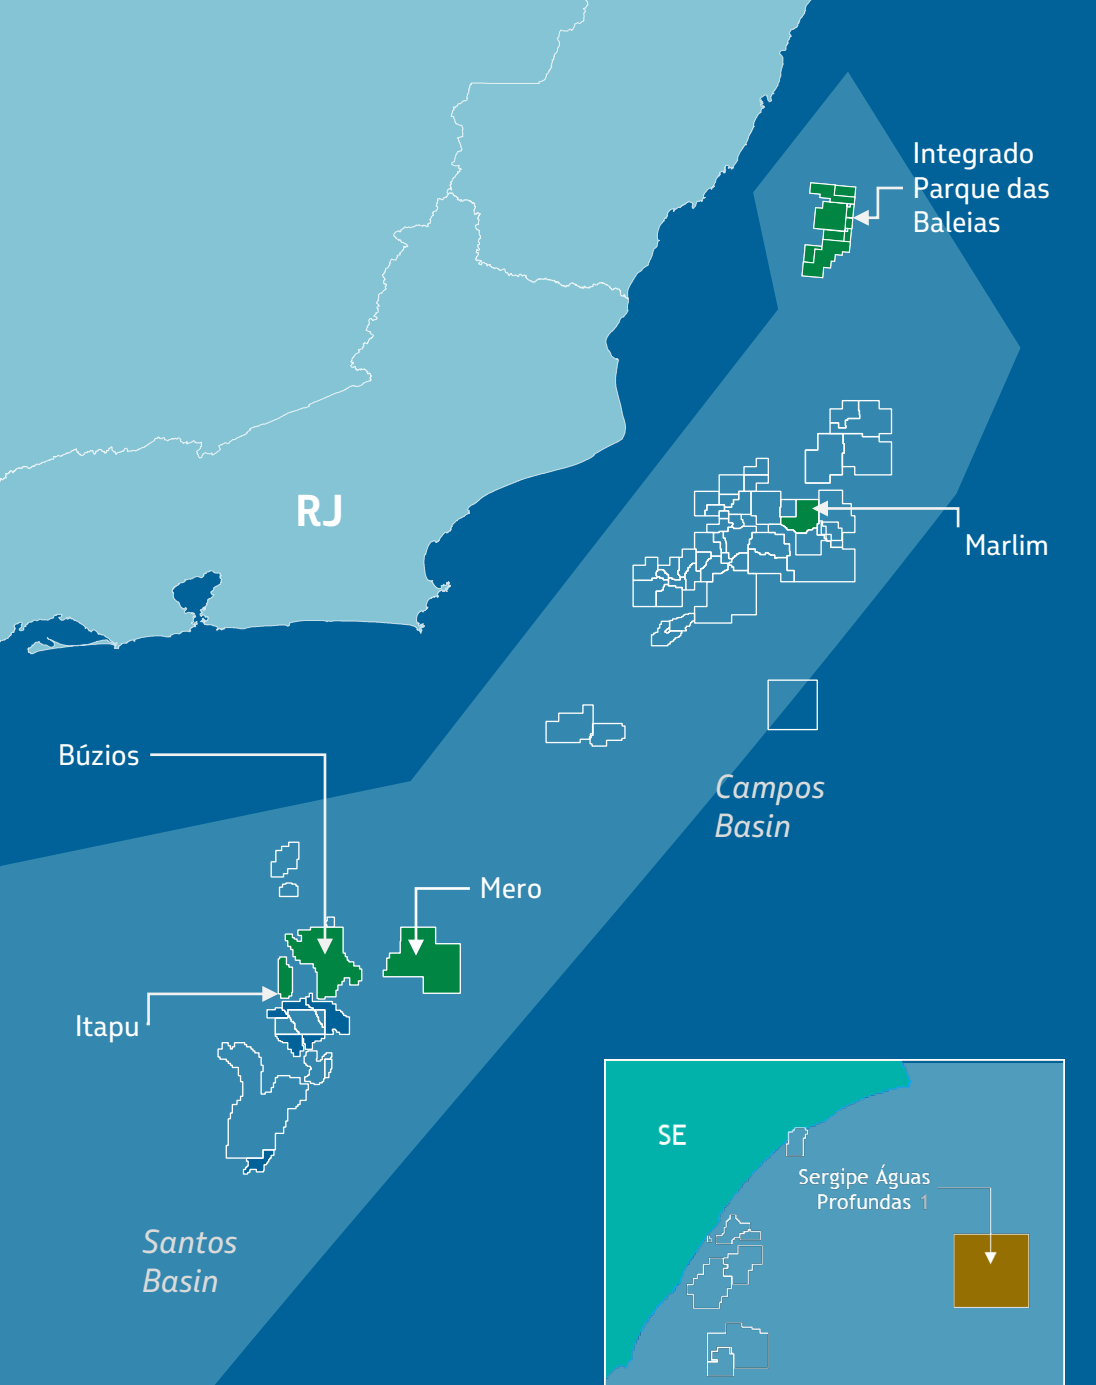 Integrado
Parque das
Baleias
RJ
Marlim
Búzios
Campos
Basin
Mero
Itapu
SE
Sergipe Águas
Profundas 1
Santos
Basin